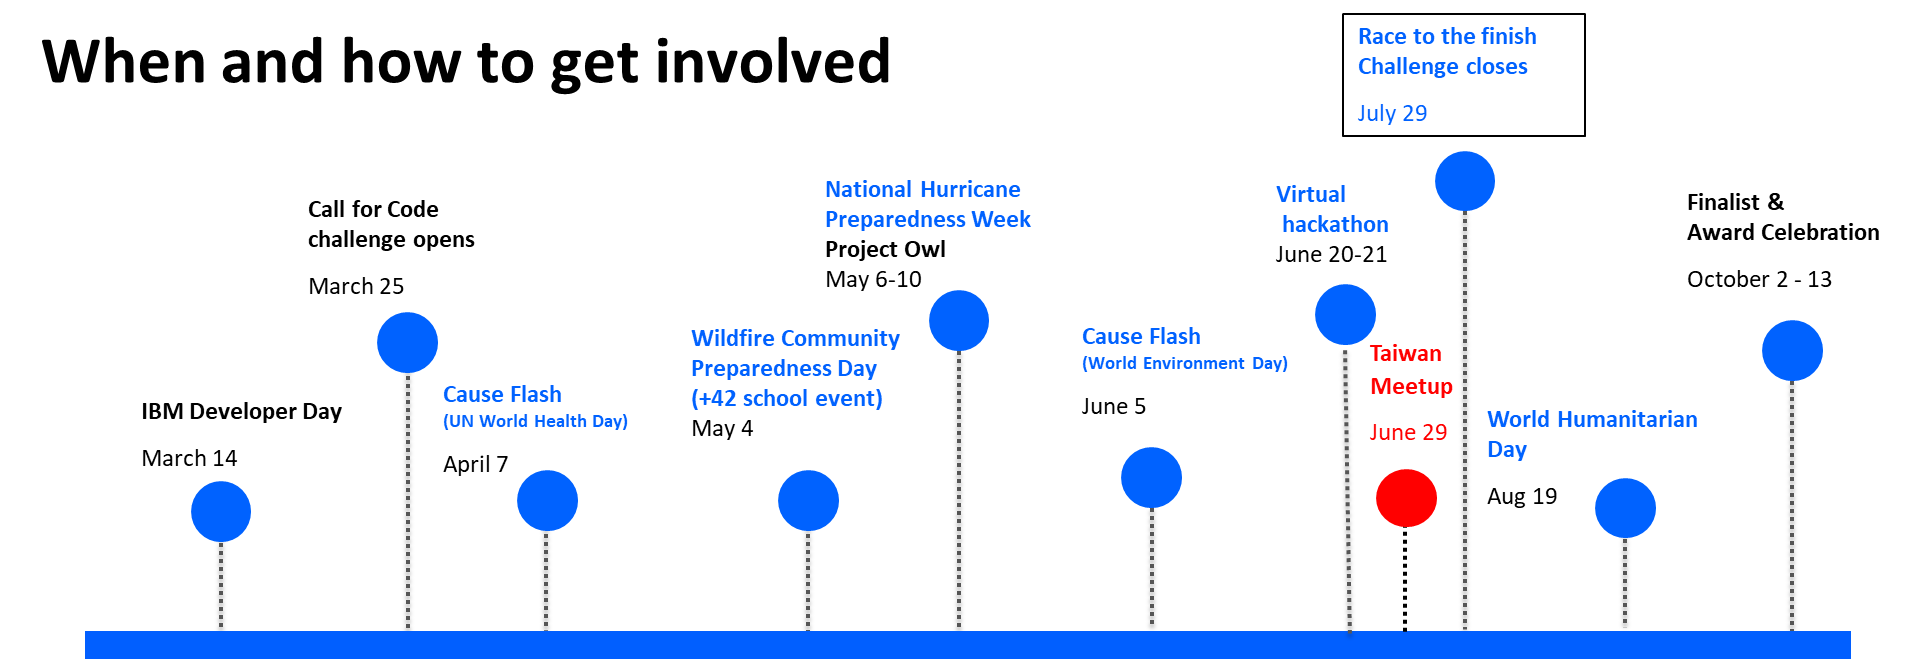 When and how to get involved
IBM Developer Day
March 14
Call for Code
challenge opens
March 25
Cause Flash
(UN World Health Day)
April 7
Wildfire Community
Preparedness Day
(+42 school event)
May 4
National Hurricane
Preparedness Week
Project Owl
May 6-10
Cause Flash
(World Environment Day)
June 5
Virtual
hackathon
June 20-21
Taiwan
Meetup
June 29
Race to the finish
Challenge closes
July 29
World Humanitarian
Day
Aug 19
Finalist &
Award Celebration
October 2 - 13